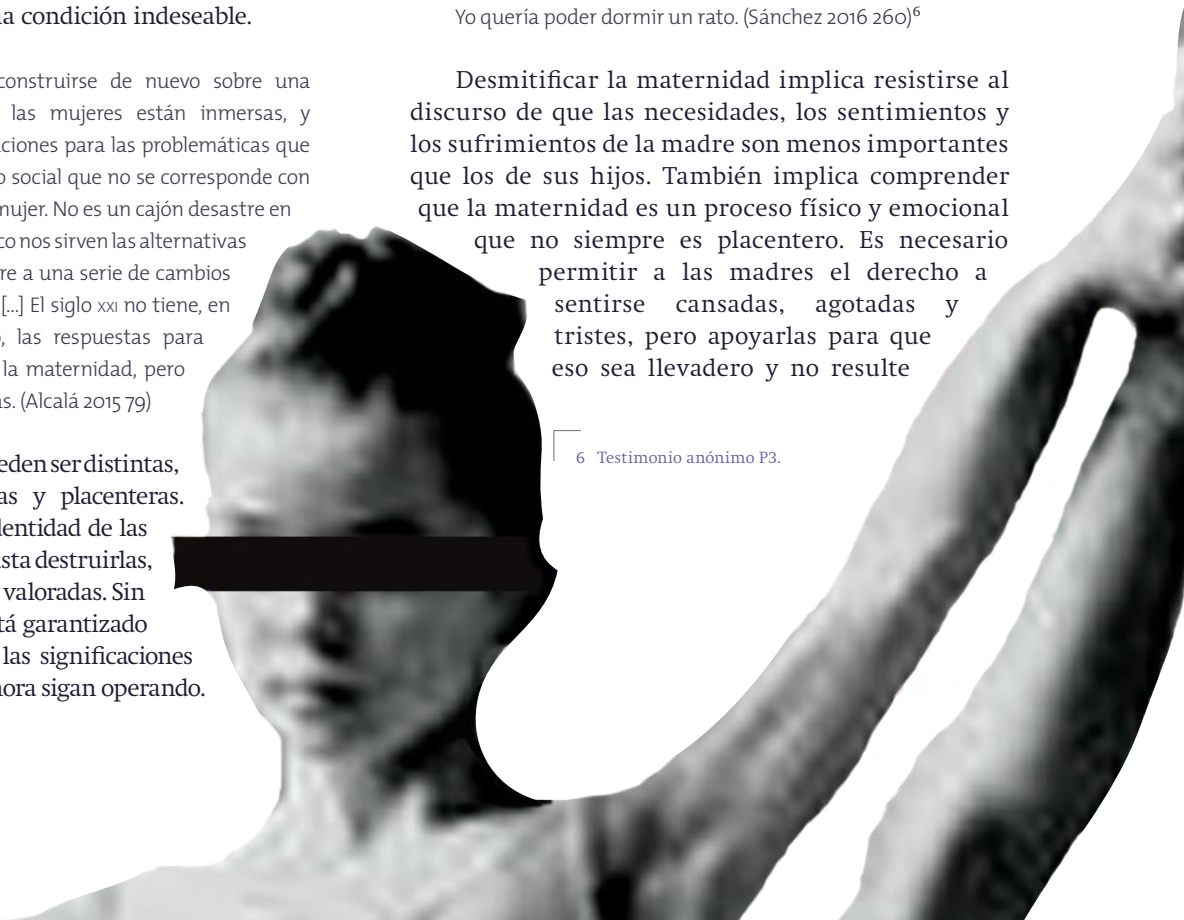 a condición indeseable.
construirse de nuevo sobre una
las mujeres están inmersas, y
ciones para las problemáticas que
o social que no se corresponde con
mujer. No es un cajón desastre en
co nos sirven las alternativas
re a una serie de cambios
[...] El siglo XXI no tiene, en
, las respuestas para
la maternidad, pero
as. (Alcalá 2015 79)
eden ser distintas,
as y placenteras.
dentidad de las
sta destruirlas,
valoradas. Sin
tá garantizado
las significaciones
hora sigan operando.
Yo quería poder dormir un rato. (Sánchez 2016 260)⁶
Desmitificar la maternidad implica resistirse al
discurso de que las necesidades, los sentimientos y
los sufrimientos de la madre son menos importantes
que los de sus hijos. También implica comprender
que la maternidad es un proceso físico y emocional
que no siempre es placentero. Es necesario
permitir a las madres el derecho a
sentirse cansadas, agotadas y
tristes, pero apoyarlas para que
eso sea llevadero y no resulte
6 Testimonio anónimo P3.